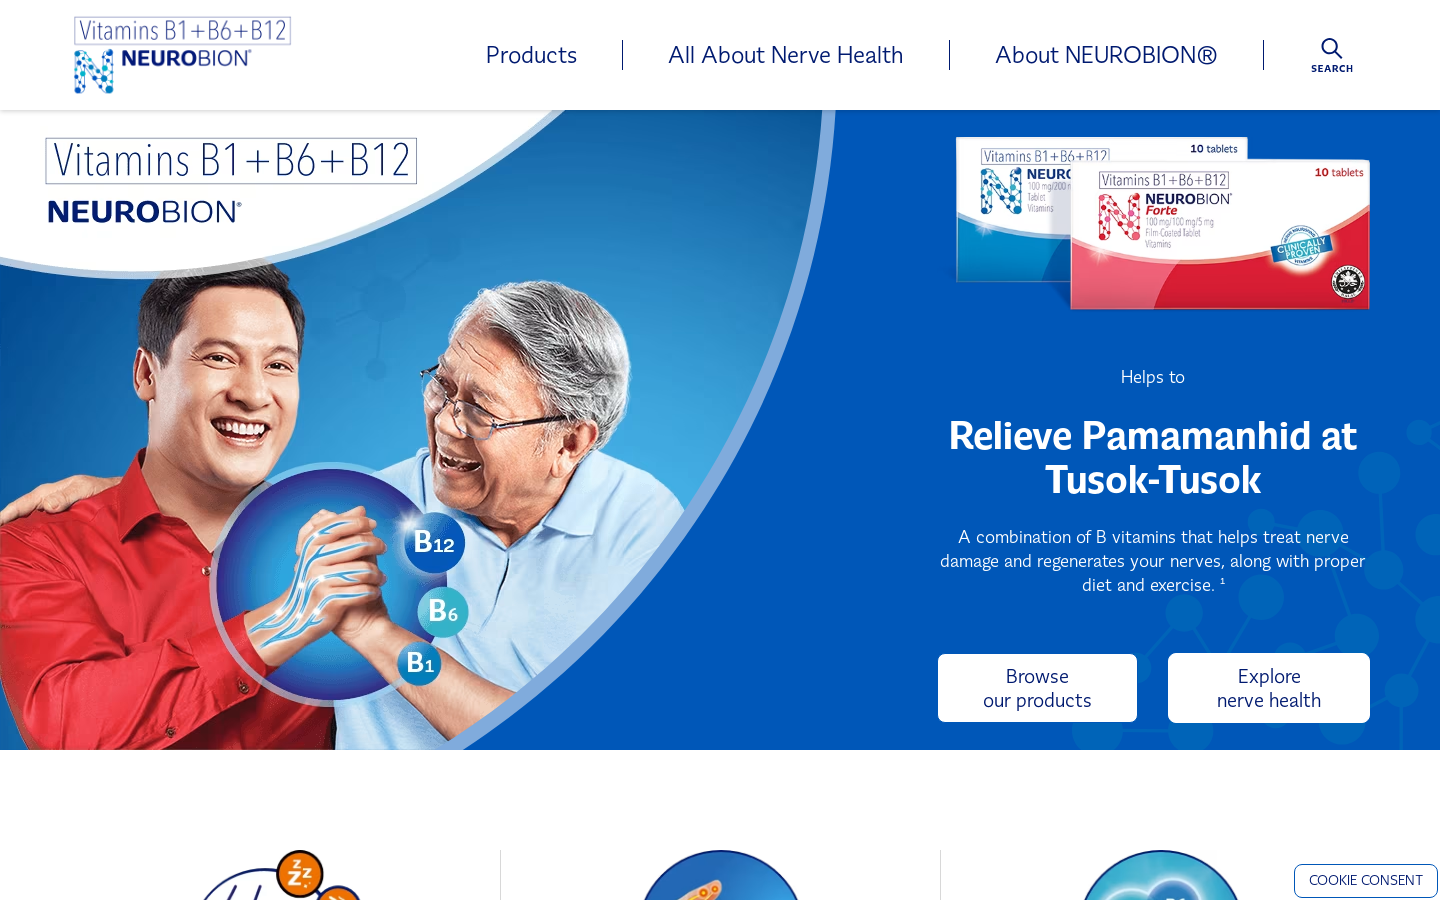 Vitamins B1+B6+B12
NEUROBION®
Products
All About Nerve Health
About NEUROBION®
SEARCH
Vitamins B1+B6+B12
NEUROBION®
10 tablets
Vitamins B1+B6+B12
NEURO
100 mg/200 m
Tablet
Vitamins
10 tablets
Vitamins B1+B6+B12
NEUROBION®
Forte
100 mg/100 mg/5 mg
Film-Coated Tablet
Vitamins
CLINICALLY
PROVEN
B12
B6
B1
Helps to
Relieve Pamamanhid at
Tusok-Tusok
A combination of B vitamins that helps treat nerve
damage and regenerates your nerves, along with proper
diet and exercise. ¹
Browse
our products
Explore
nerve health
z z z
COOKIE CONSENT